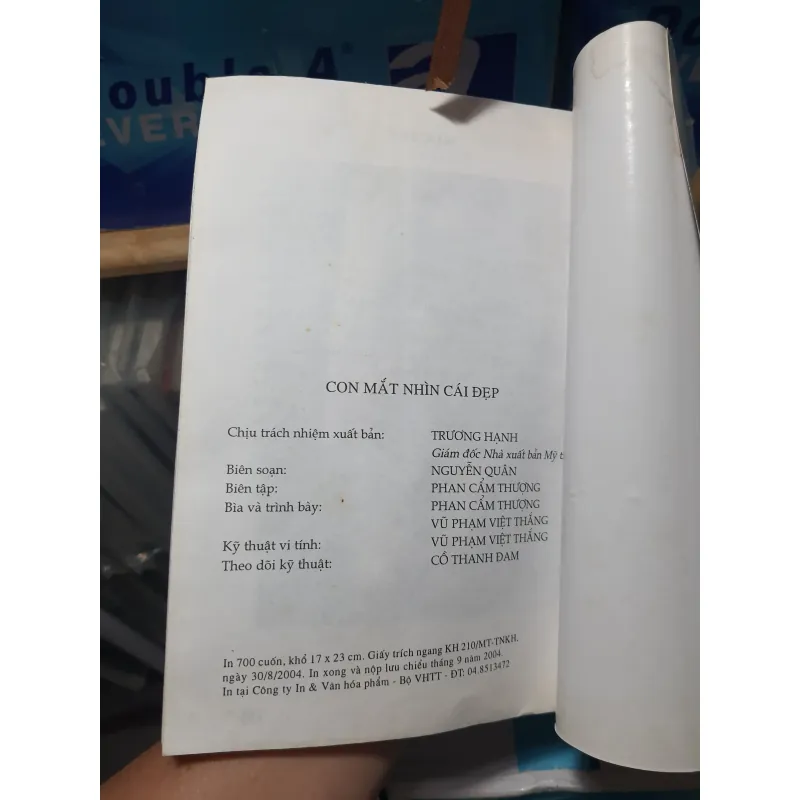 Double A
CON MẮT NHÌN CÁI ĐẸP
Chịu trách nhiệm xuất bản: TRƯƠNG HẠNH
Giám đốc Nhà xuất bản Mỹ t
Biên soạn: NGUYỄN QUÂN
Biên tập: PHAN CẨM THƯỢNG
Bìa và trình bày: PHAN CẨM THƯỢNG
VŨ PHẠM VIỆT THẮNG
Kỹ thuật vi tính: VŨ PHẠM VIỆT THẮNG
Theo dõi kỹ thuật: CỒ THANH ĐAM
In 700 cuốn, khổ 17 x 23 cm. Giấy trích ngang KH 210/MT-TNKH.
ngày 30/8/2004. In xong và nộp lưu chiểu tháng 9 năm 2004.
In tại Công ty In & Văn hóa phẩm - Bộ VHTT - ĐT: 04.8513472